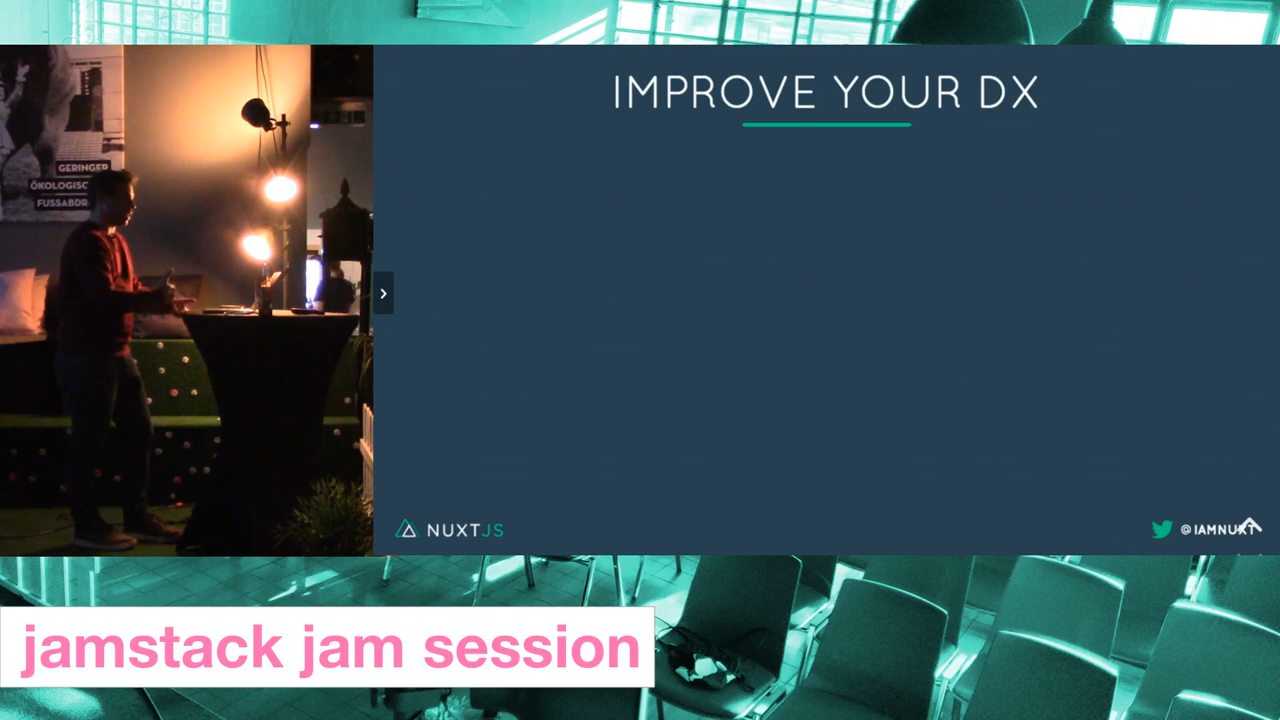 IMPROVE YOUR DX
GERINGER
ÖKOLOGISC
FUSSABDR
NUXTJS
@IAMNUXT
jamstack jam session